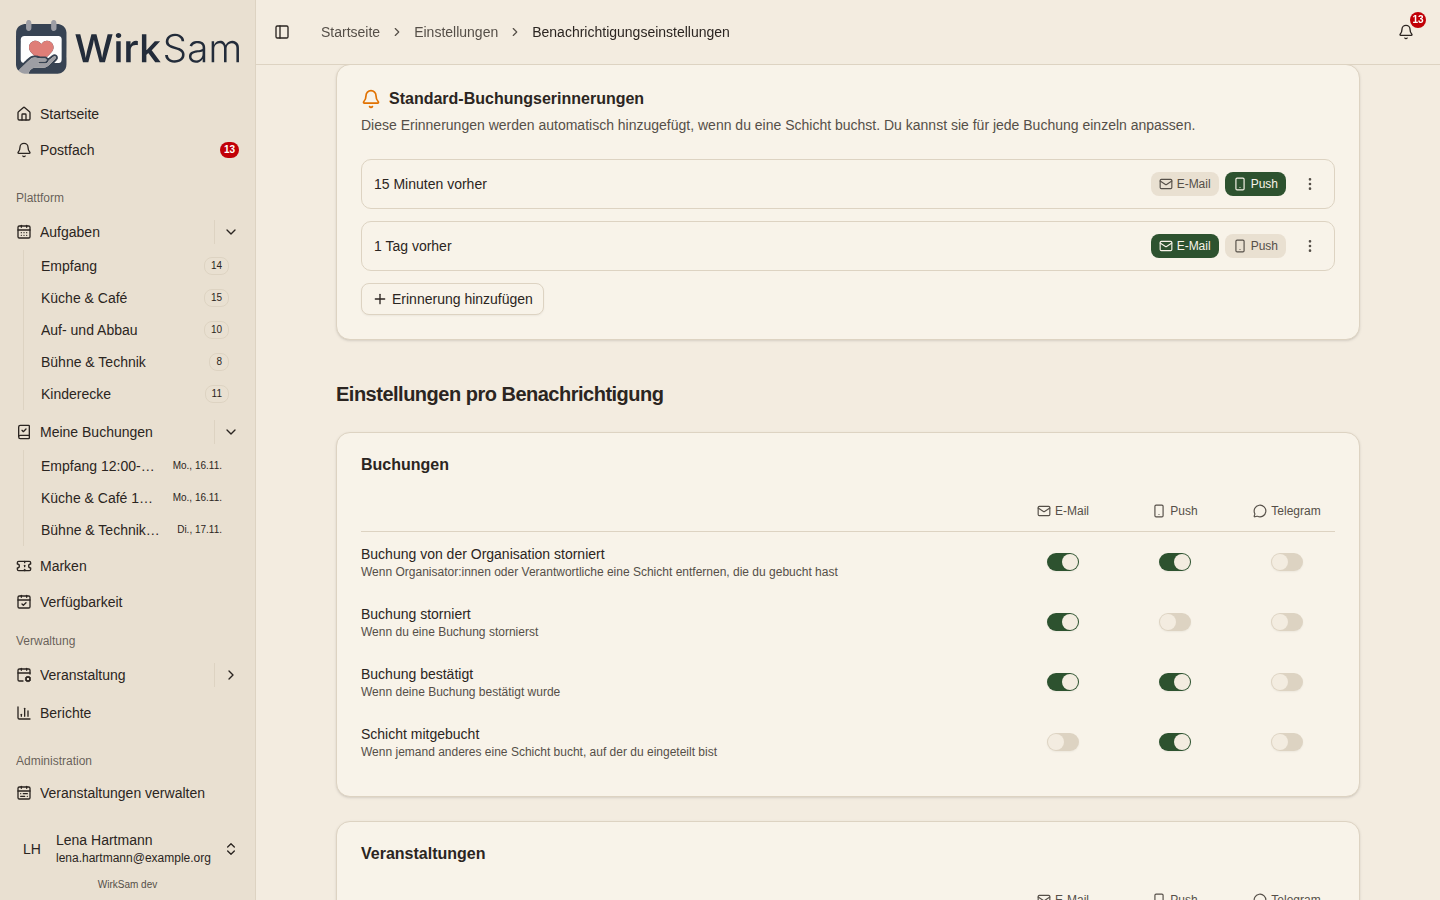 WirkSam
Startseite
Postfach 13
Plattform
Aufgaben
Empfang 14
Küche & Café 15
Auf- und Abbau 10
Bühne & Technik 8
Kinderecke 11
Meine Buchungen
Empfang 12:00-… Mo., 16.11.
Küche & Café 1… Mo., 16.11.
Bühne & Technik… Di., 17.11.
Marken
Verfügbarkeit
Verwaltung
Veranstaltung
Berichte
Administration
Veranstaltungen verwalten
LH
Lena Hartmann
lena.hartmann@example.org
WirkSam dev
Startseite > Einstellungen > Benachrichtigungseinstellungen
13
Standard-Buchungserinnerungen
Diese Erinnerungen werden automatisch hinzugefügt, wenn du eine Schicht buchst. Du kannst sie für jede Buchung einzeln anpassen.
15 Minuten vorher E-Mail Push
1 Tag vorher E-Mail Push
Erinnerung hinzufügen
Einstellungen pro Benachrichtigung
Buchungen
E-Mail Push Telegram
Buchung von der Organisation storniert
Wenn Organisator:innen oder Verantwortliche eine Schicht entfernen, die du gebucht hast
Buchung storniert
Wenn du eine Buchung stornierst
Buchung bestätigt
Wenn deine Buchung bestätigt wurde
Schicht mitgebucht
Wenn jemand anderes eine Schicht bucht, auf der du eingeteilt bist
Veranstaltungen
E-Mail Push Telegram